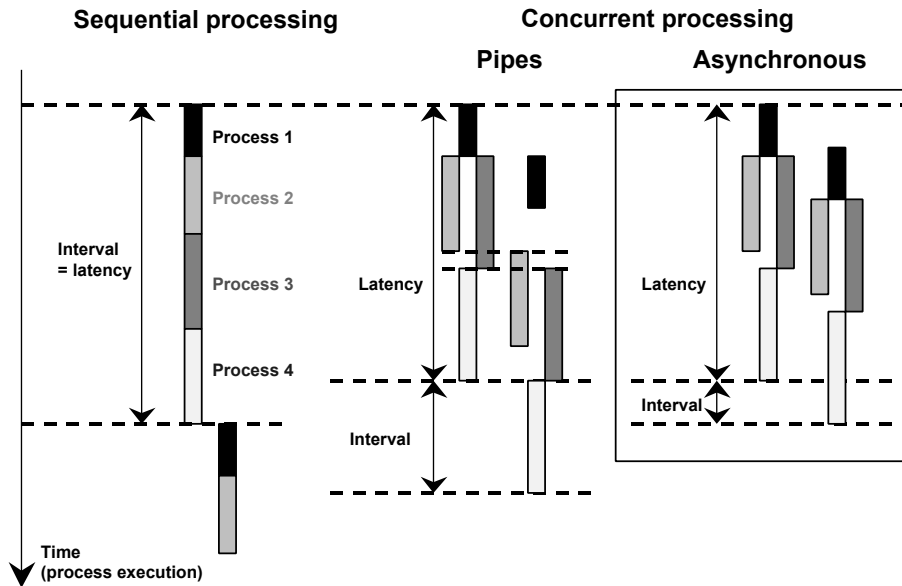 Sequential processing
Concurrent processing
Pipes
Asynchronous
Process 1
Process 2
Interval
= latency
Process 3
Process 4
Latency
Interval
Latency
Interval
Time
(process execution)